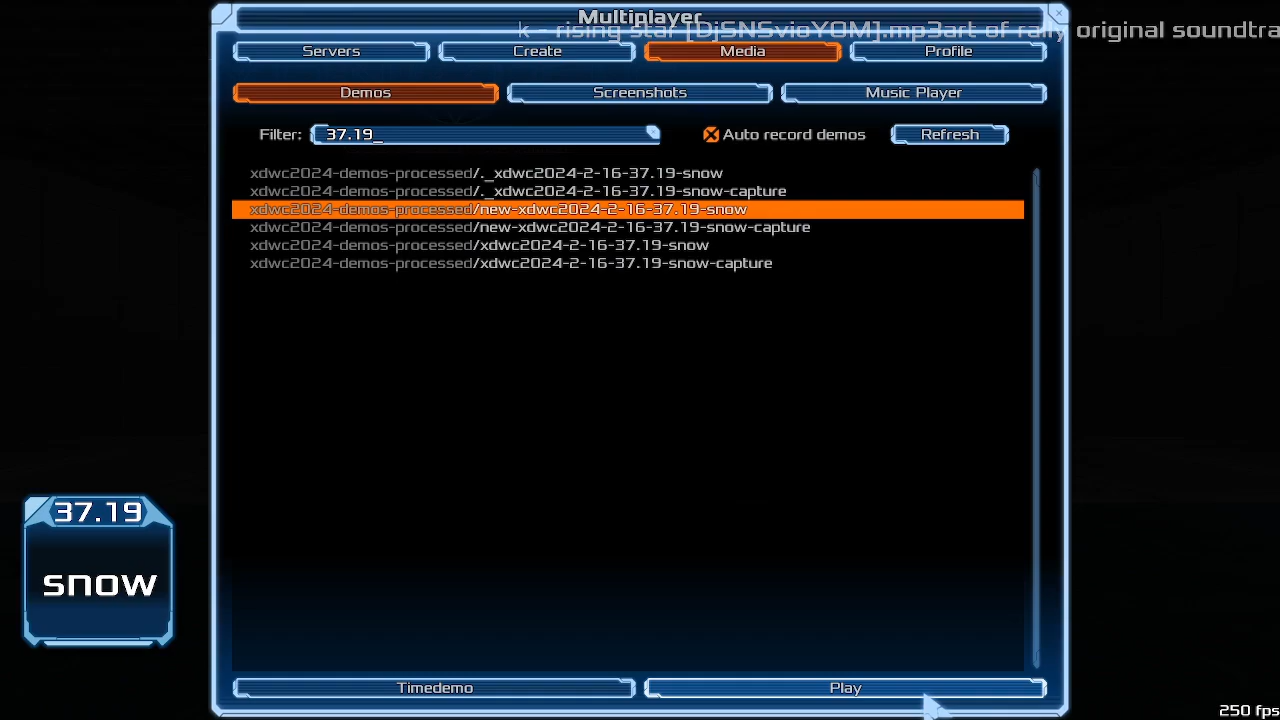 Multiplayer
k - rising star [DjSNSvioYOM].mp3art of rally original soundtra
Servers
Create
Media
Profile
Demos
Screenshots
Music Player
Filter: 37.19_
Auto record demos
Refresh
xdwc2024-demos-processed/._xdwc2024-2-16-37.19-snow
xdwc2024-demos-processed/._xdwc2024-2-16-37.19-snow-capture
xdwc2024-demos-processed/new-xdwc2024-2-16-37.19-snow
xdwc2024-demos-processed/new-xdwc2024-2-16-37.19-snow-capture
xdwc2024-demos-processed/xdwc2024-2-16-37.19-snow
xdwc2024-demos-processed/xdwc2024-2-16-37.19-snow-capture
37.19
snow
Timedemo
Play
250 fps